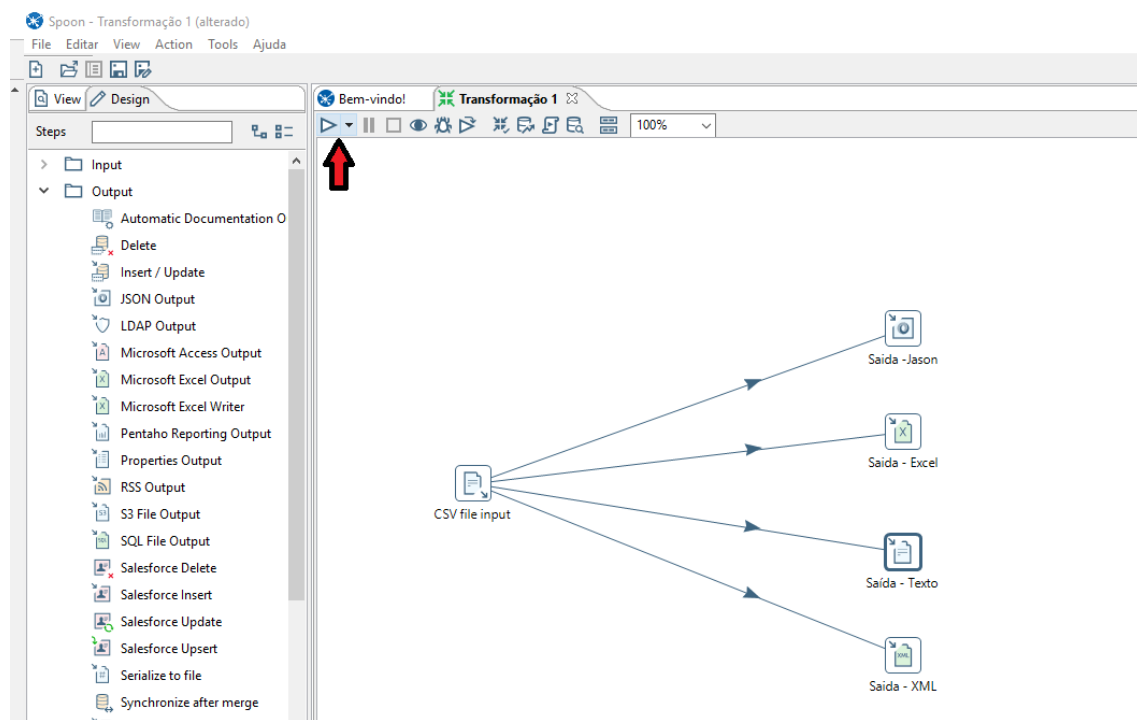 Spoon - Transformação 1 (alterado)
File Editar View Action Tools Ajuda
View Design
Steps
Input
Output
Automatic Documentation O
Delete
Insert / Update
JSON Output
LDAP Output
Microsoft Access Output
Microsoft Excel Output
Microsoft Excel Writer
Pentaho Reporting Output
Properties Output
RSS Output
S3 File Output
SQL File Output
Salesforce Delete
Salesforce Insert
Salesforce Update
Salesforce Upsert
Serialize to file
Synchronize after merge
Bem-vindo! Transformação 1
100%
Saida -Jason
Saida - Excel
CSV file input
Saída - Texto
XML
Saida - XML